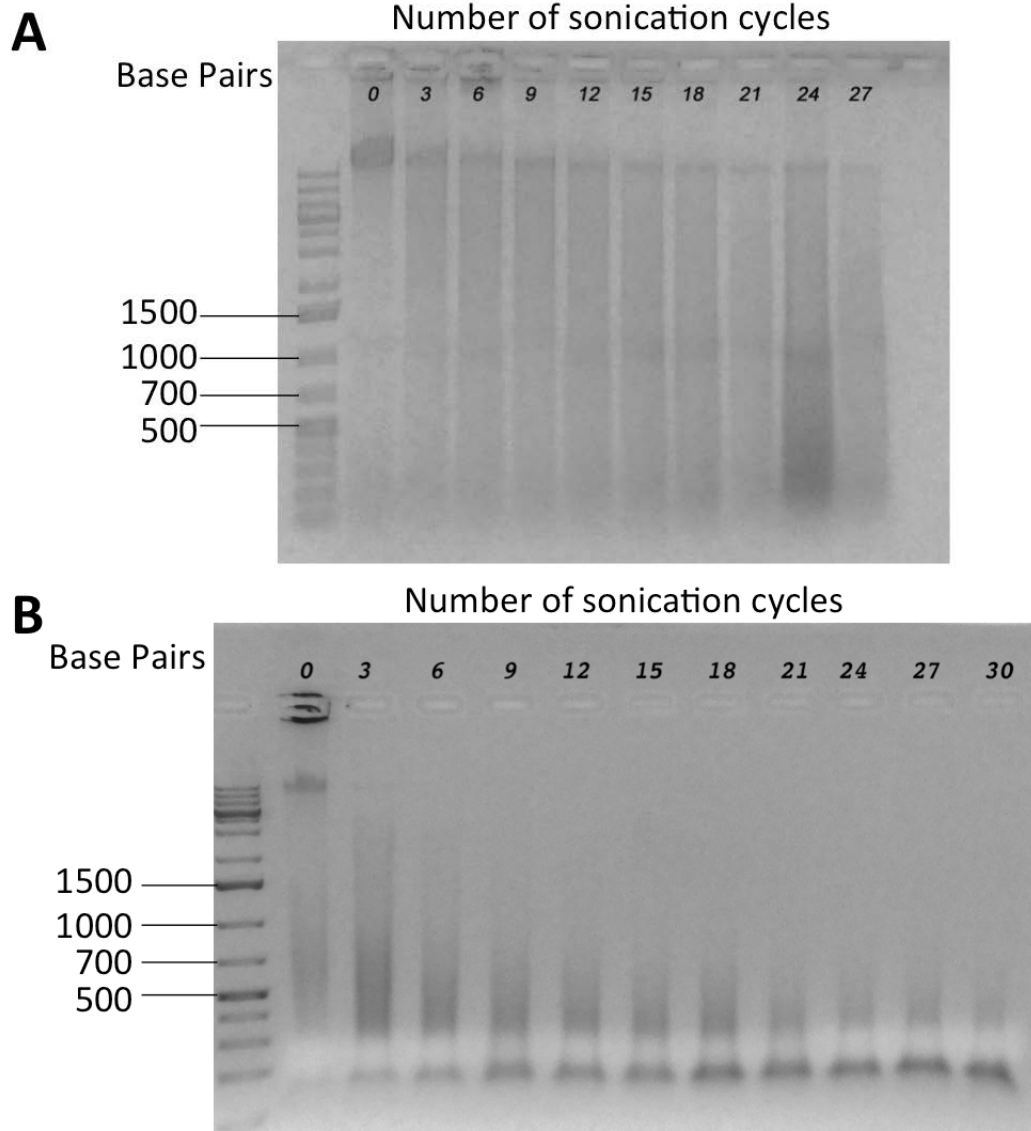 A
Number of sonication cycles
Base Pairs
0 3 6 9 12 15 18 21 24 27
1500
1000
700
500
B
Number of sonication cycles
Base Pairs
0 3 6 9 12 15 18 21 24 27 30
1500
1000
700
500